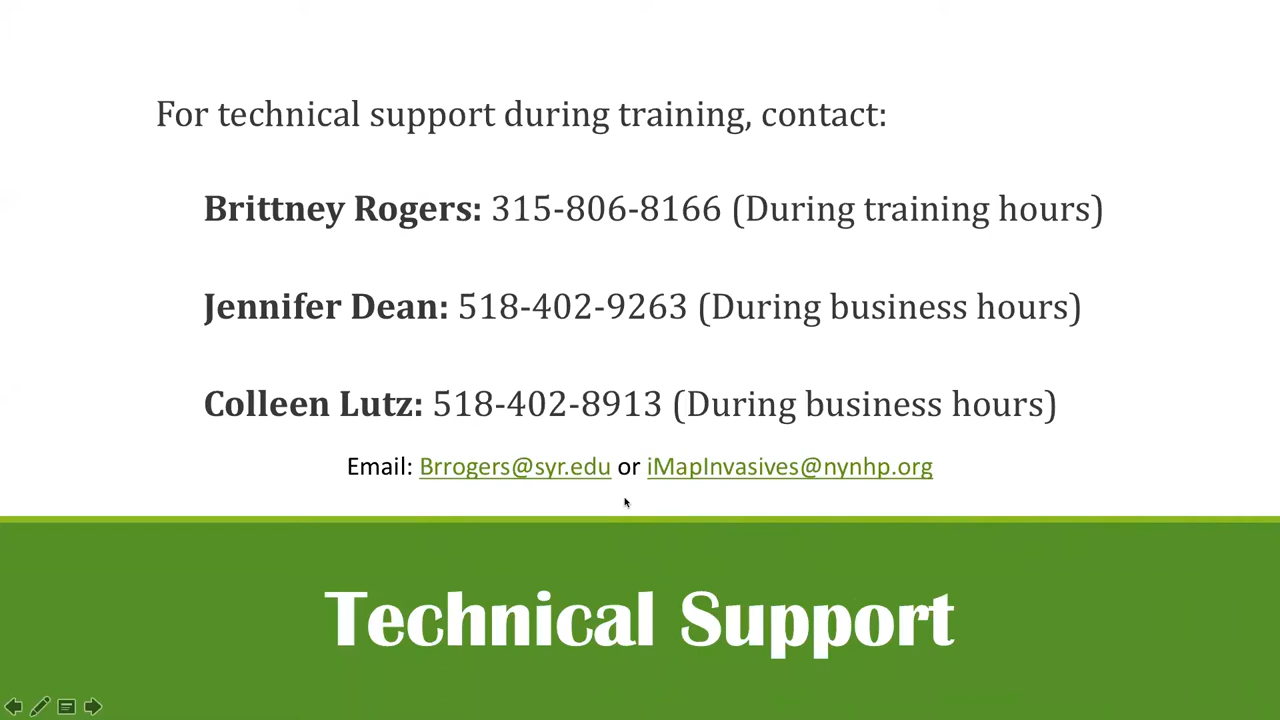 For technical support during training, contact:
Brittney Rogers: 315-806-8166 (During training hours)
Jennifer Dean: 518-402-9263 (During business hours)
Colleen Lutz: 518-402-8913 (During business hours)
Email: Brrogers@syr.edu or iMapInvasives@nynhp.org
Technical Support